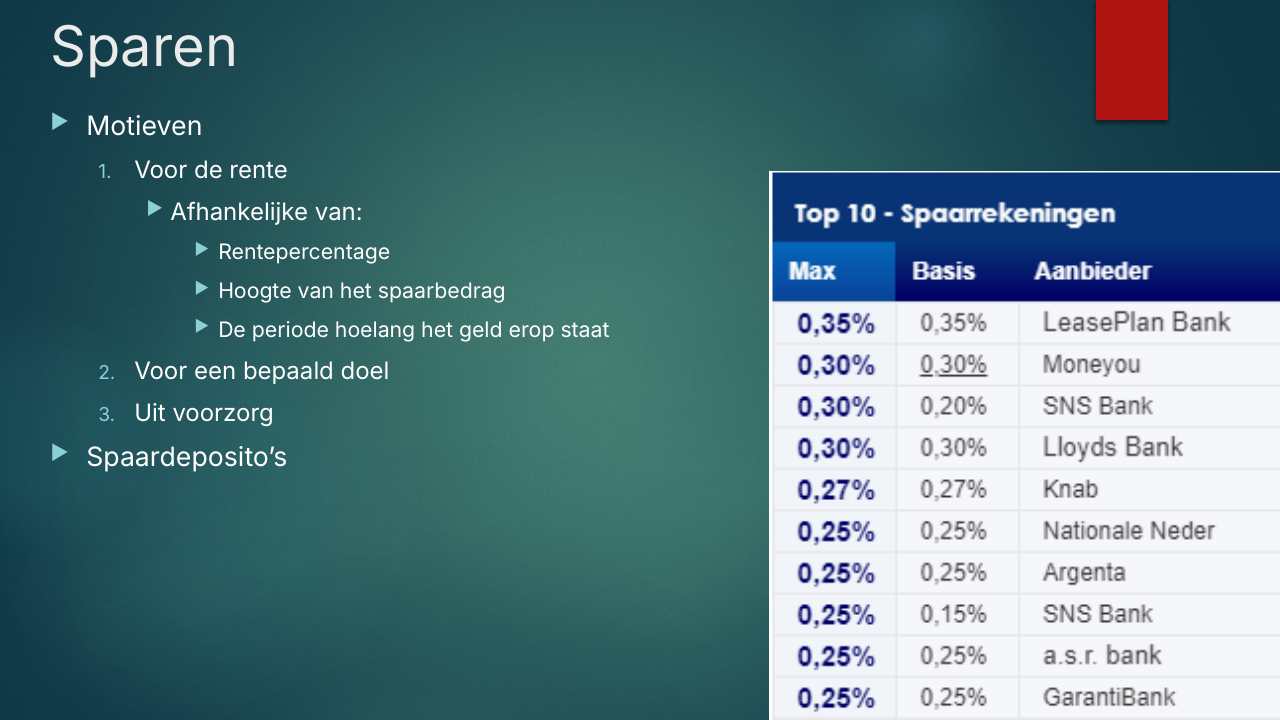 Sparen
Motieven
1. Voor de rente
Afhankelijke van:
Rentepercentage
Hoogte van het spaarbedrag
De periode hoelang het geld erop staat
2. Voor een bepaald doel
3. Uit voorzorg
Spaardeposito’s
Top 10 - Spaarrekeningen
Max Basis Aanbieder
0,35% 0,35% LeasePlan Bank
0,30% 0,30% Moneyou
0,30% 0,20% SNS Bank
0,30% 0,30% Lloyds Bank
0,27% 0,27% Knab
0,25% 0,25% Nationale Neder
0,25% 0,25% Argenta
0,25% 0,15% SNS Bank
0,25% 0,25% a.s.r. bank
0,25% 0,25% GarantiBank